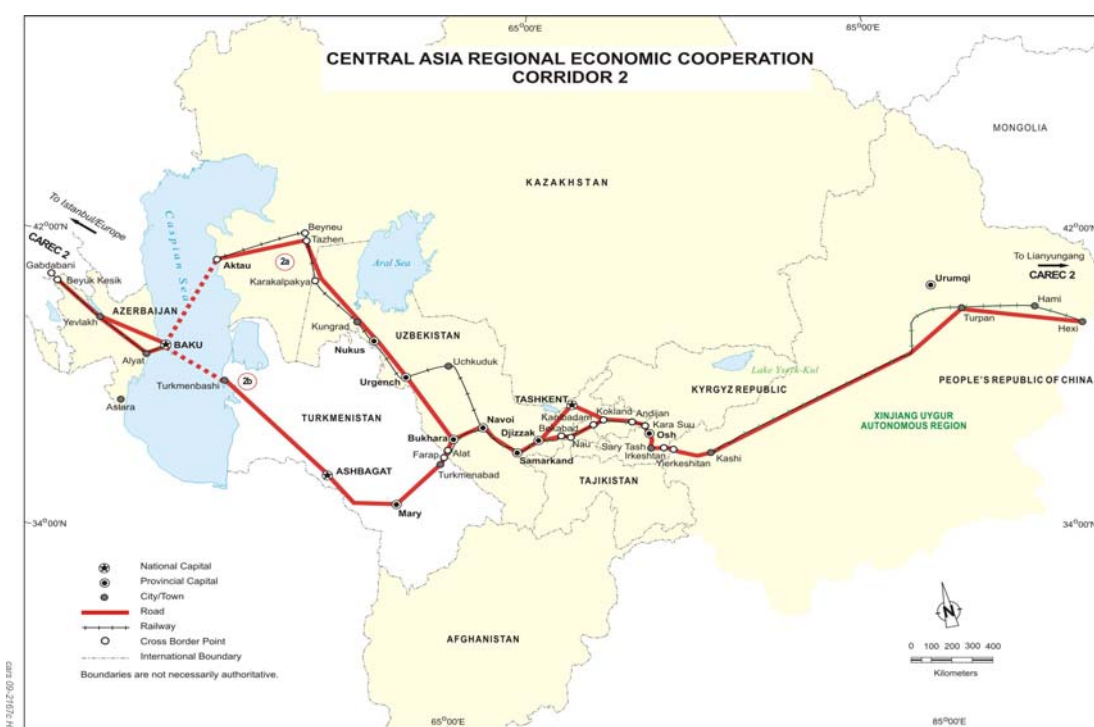 65°00'E
85°00'E
CENTRAL ASIA REGIONAL ECONOMIC COOPERATION
CORRIDOR 2
MONGOLIA
KAZAKHSTAN
To Istanbul/Europe
CAREC 2
42°00'N
42°00'N
Caspian Sea
Beyneu
Tazhen
Aral Sea
To Lianyungang
CAREC 2
Gabdabani
Beyuk Kesik
Aktau
2a
Karakalpakya
Urumqi
AZERBAIJAN
Yevlakh
Kungrad
UZBEKISTAN
Hami
Turpan
Hexi
BAKU
Nukus
Alyat
Uchkuduk
Turkmenbashi
2b
Urgench
KYRGYZ REPUBLIC
PEOPLE'S REPUBLIC OF CHINA
Astara
TASHKENT
Kokland
Andijan
Kara Suu
TURKMENISTAN
Navoi
Djizzak
Bekabad
Nau
Osh
XINJIANG UYGUR
AUTONOMOUS REGION
Bukhara
Farap
Alat
Samarkand
Sary Tash
Irkeshtan
Yierkeshitan
Kashi
ASHBAGAT
Turkmenabad
TAJIKISTAN
Mary
34°00'N
34°00'N
National Capital
Provincial Capital
City/Town
Road
Railway
Cross Border Point
International Boundary
Boundaries are not necessarily authoritative.
AFGHANISTAN
N
0 100 200 300 400
Kilometers
65°00'E
85°00'E